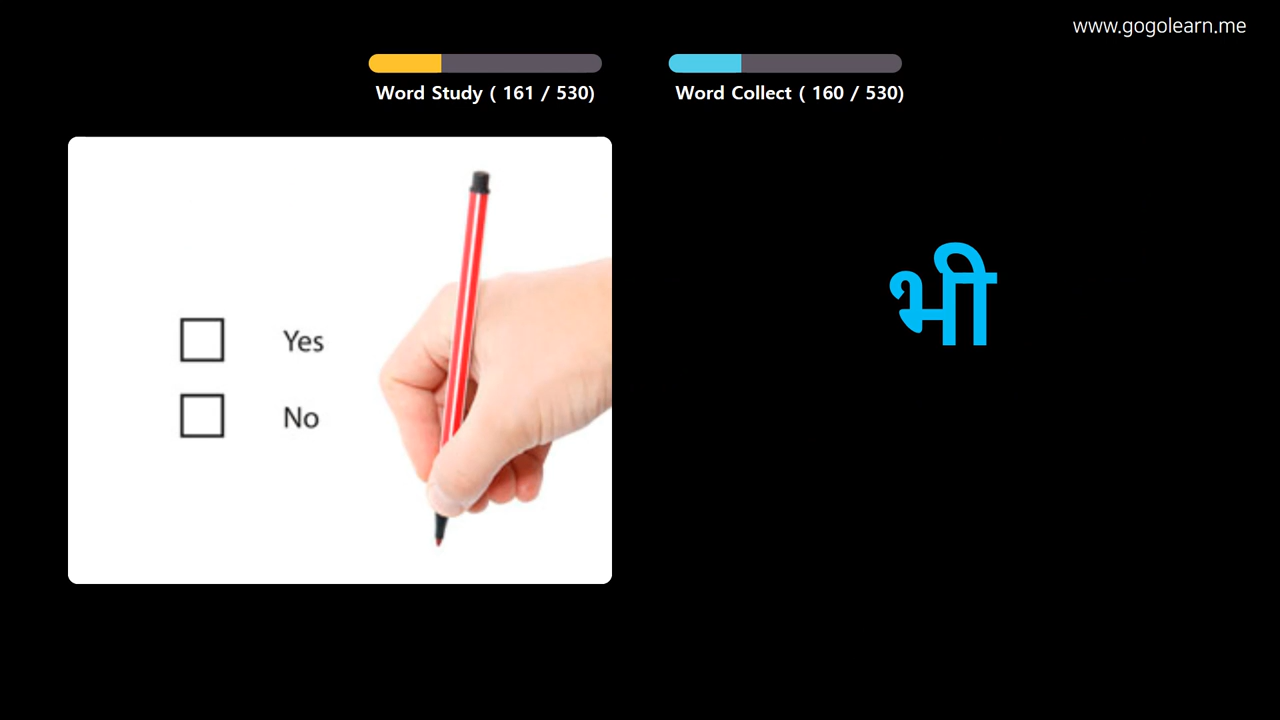 www.gogolearn.me
Word Study ( 161 / 530)
Word Collect ( 160 / 530)
Yes
No
भी